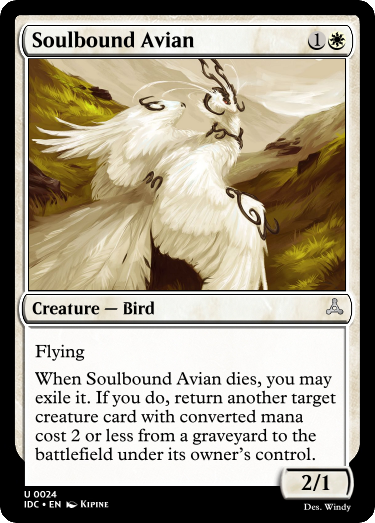 Soulbound Avian 1
Creature — Bird
Flying
When Soulbound Avian dies, you may
exile it. If you do, return another target
creature card with converted mana
cost 2 or less from a graveyard to the
battlefield under its owner's control.
2/1
U 0024
IDC • EN Kipine
Des. Windy